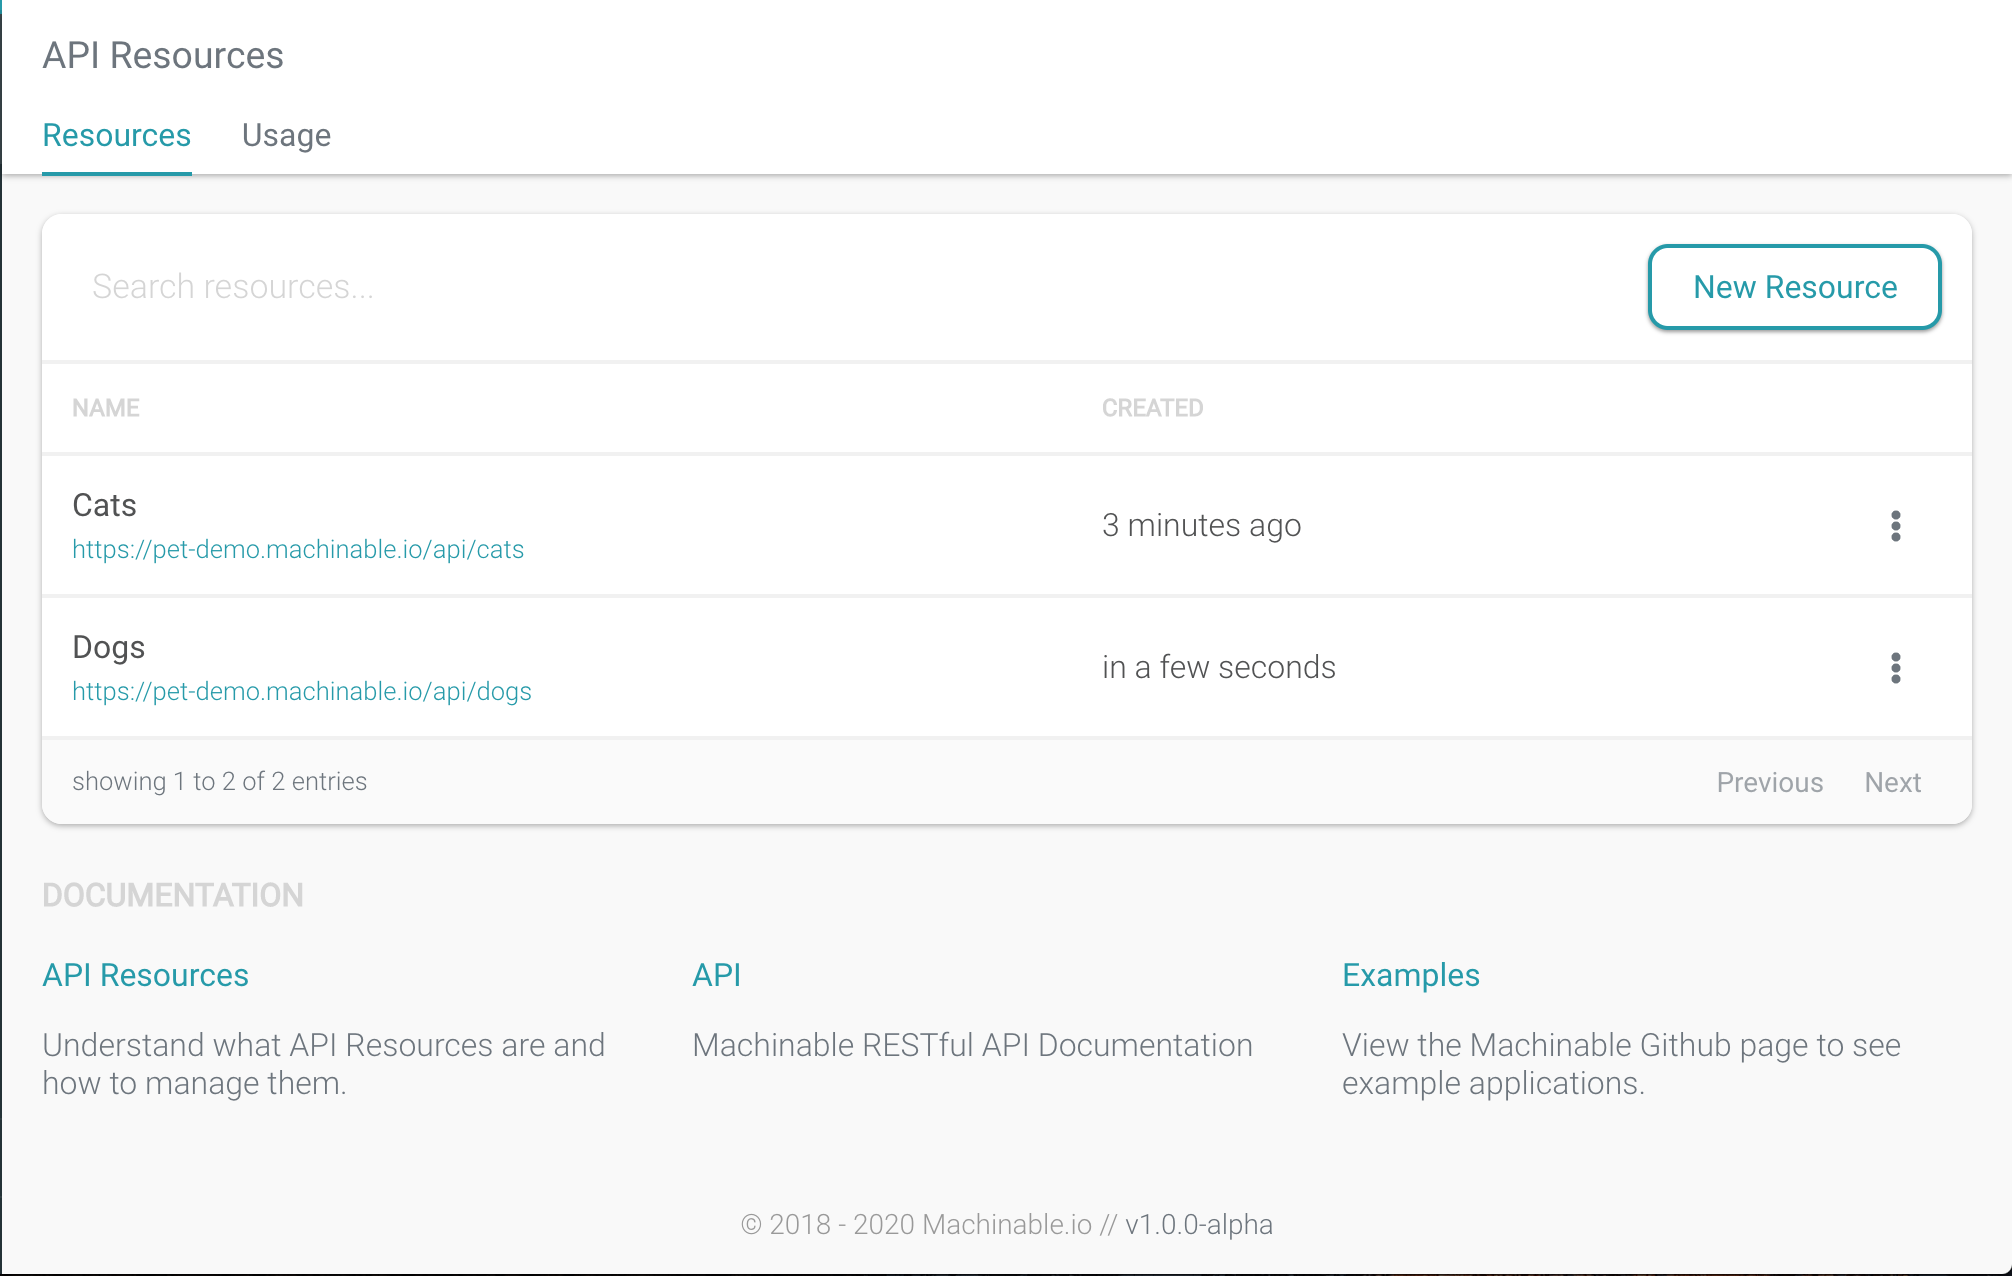 API Resources
Resources Usage
Search resources...
New Resource
NAME CREATED
Cats
https://pet-demo.machinable.io/api/cats
3 minutes ago
Dogs
https://pet-demo.machinable.io/api/dogs
in a few seconds
showing 1 to 2 of 2 entries
Previous Next
DOCUMENTATION
API Resources
Understand what API Resources are and
how to manage them.
API
Machinable RESTful API Documentation
Examples
View the Machinable Github page to see
example applications.
© 2018 - 2020 Machinable.io // v1.0.0-alpha